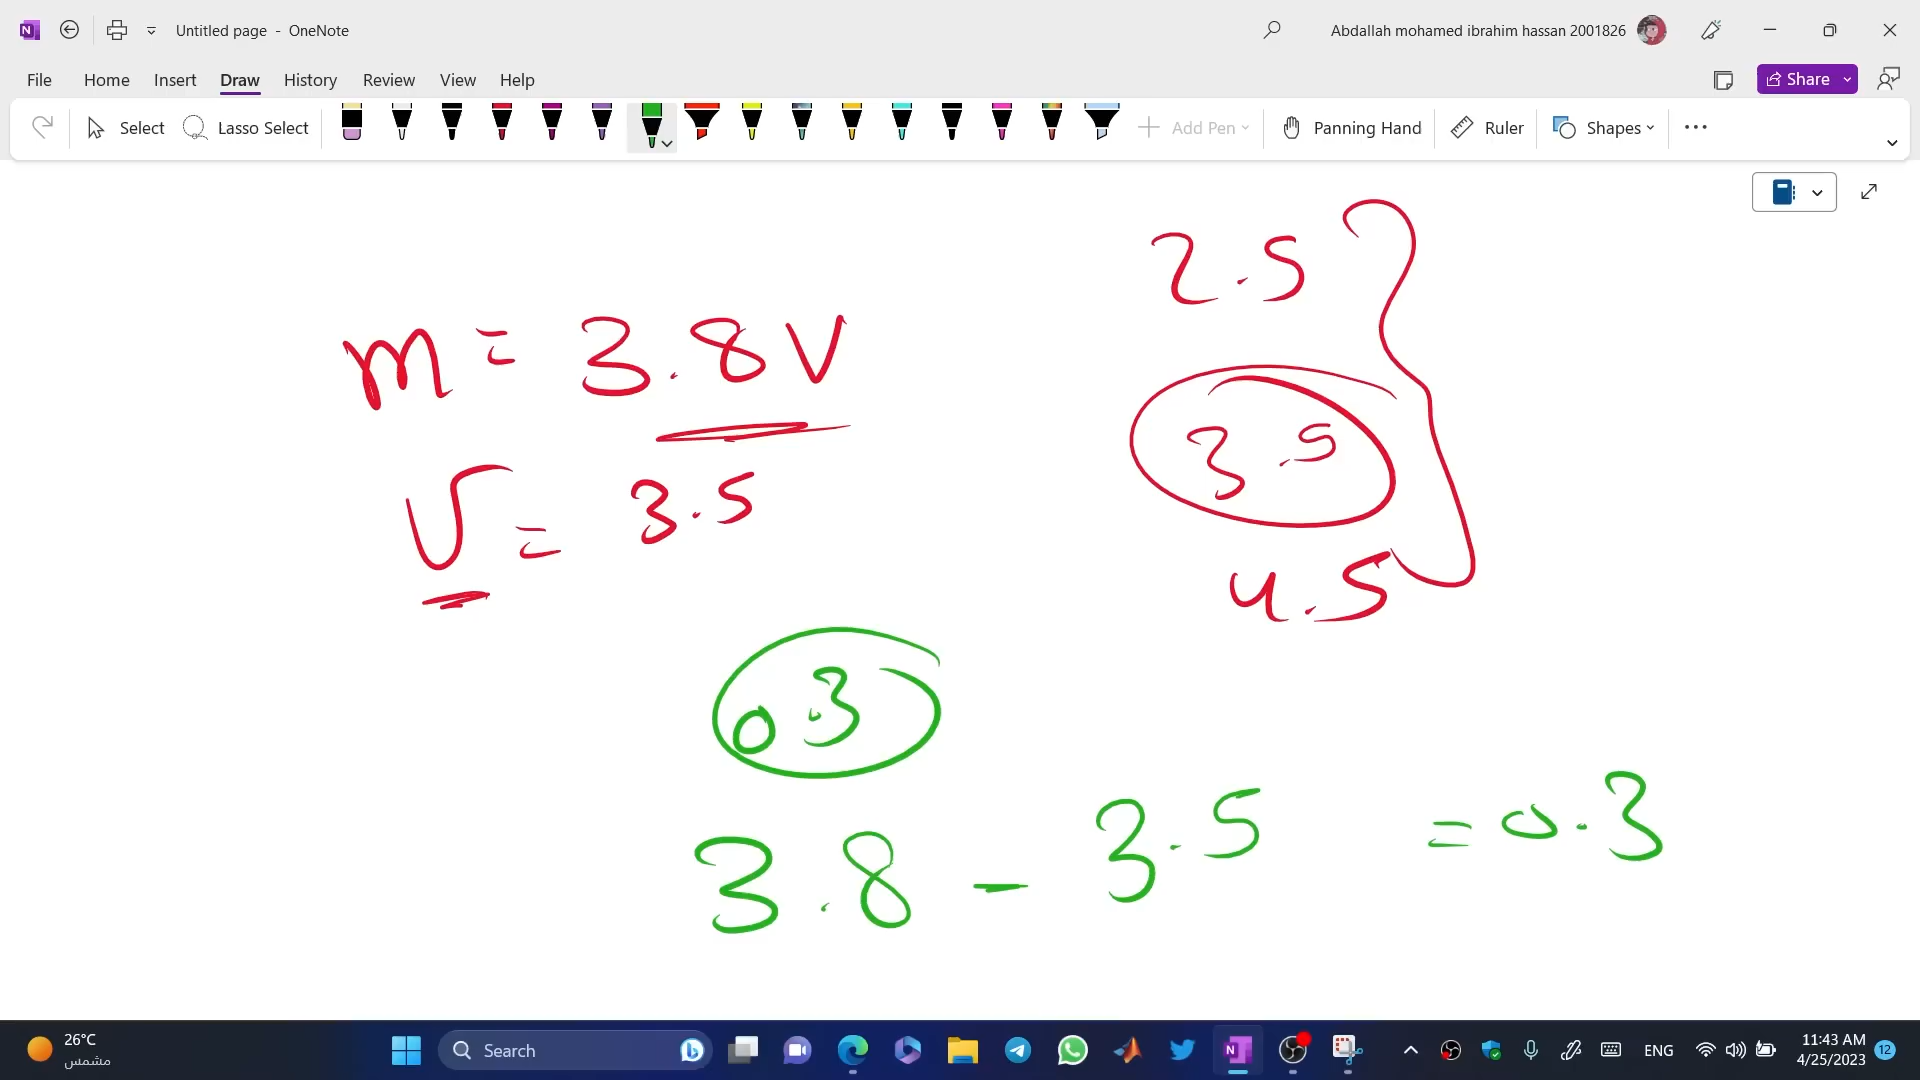 Untitled page - OneNote
Abdallah mohamed ibrahim hassan 2001826
File Home Insert Draw History Review View Help
Share
Select Lasso Select Add Pen Panning Hand Ruler Shapes
2.5
m = 3.8 V
3.5
= 3.5
4.5
0.3
3.8 - 3.5 = 0.3
26°C
مشمس
Search
ENG
11:43 AM
4/25/2023
12